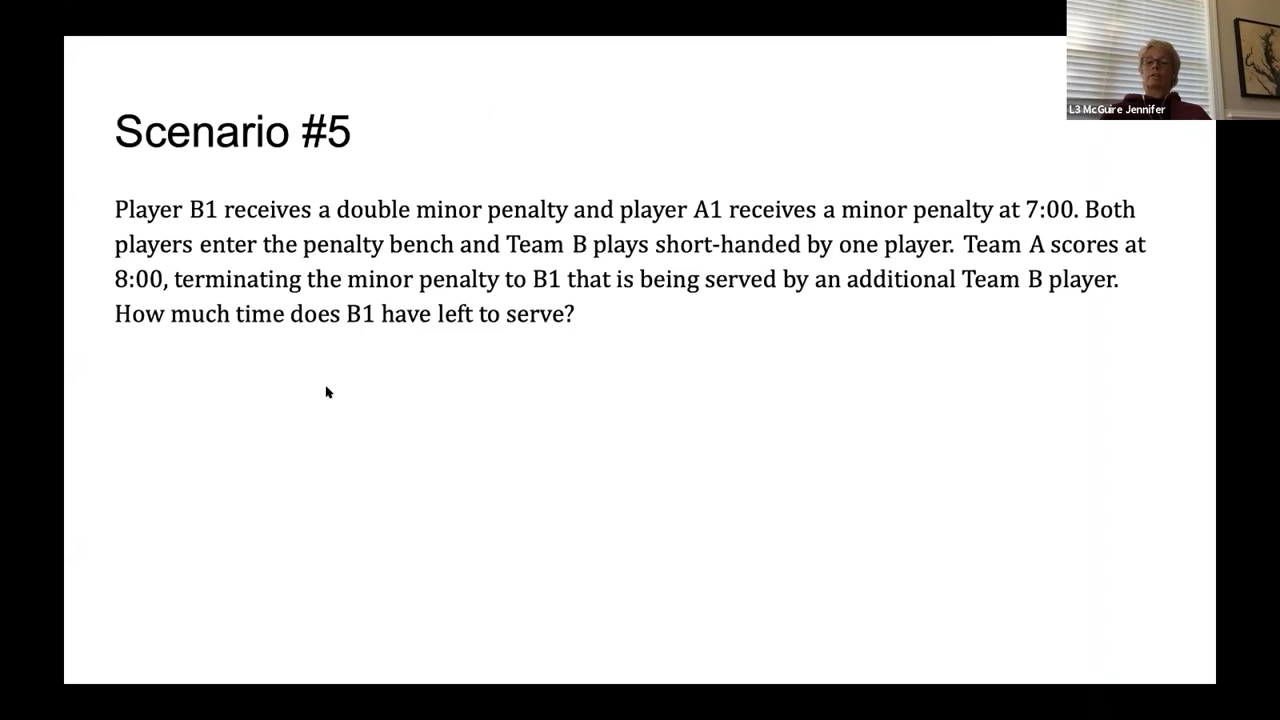 L3 McGuire Jennifer
Scenario #5
Player B1 receives a double minor penalty and player A1 receives a minor penalty at 7:00. Both
players enter the penalty bench and Team B plays short-handed by one player. Team A scores at
8:00, terminating the minor penalty to B1 that is being served by an additional Team B player.
How much time does B1 have left to serve?